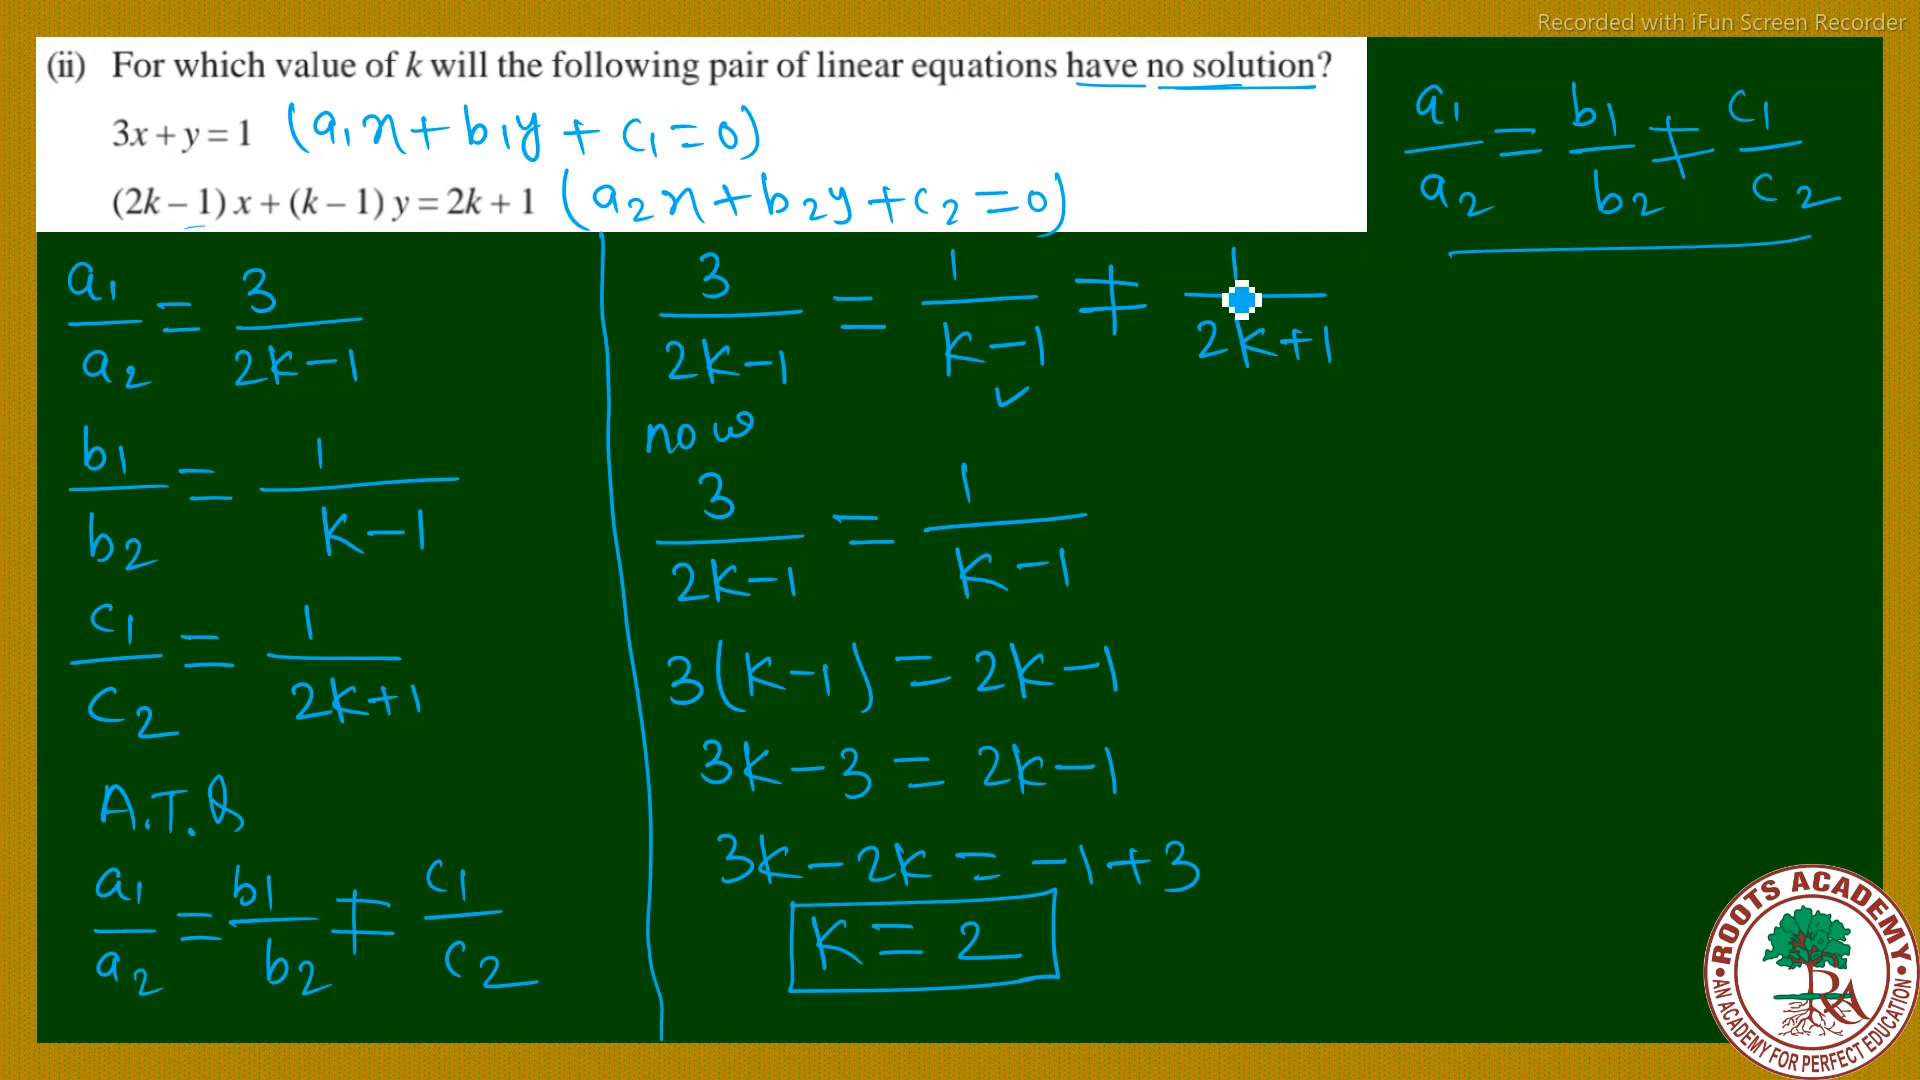 Recorded with iFun Screen Recorder
(ii) For which value of k will the following pair of linear equations have no solution?
3x + y = 1 (a1x + b1y + c1 = 0)
(2k – 1) x + (k – 1) y = 2k + 1 (a2x + b2y + c2 = 0)
a1/a2 = b1/b2 ≠ c1/c2
a1/a2 = 3/2k-1
b1/b2 = 1/k-1
c1/c2 = 1/2k+1
A.T.Q
a1/a2 = b1/b2 ≠ c1/c2
3/2k-1 = 1/k-1 ≠ 1/2k+1
now
3/2k-1 = 1/k-1
3(k-1) = 2k-1
3k-3 = 2k-1
3k-2k = -1+3
k = 2
ROOTS ACADEMY
RA
AN ACADEMY FOR PERFECT EDUCATION